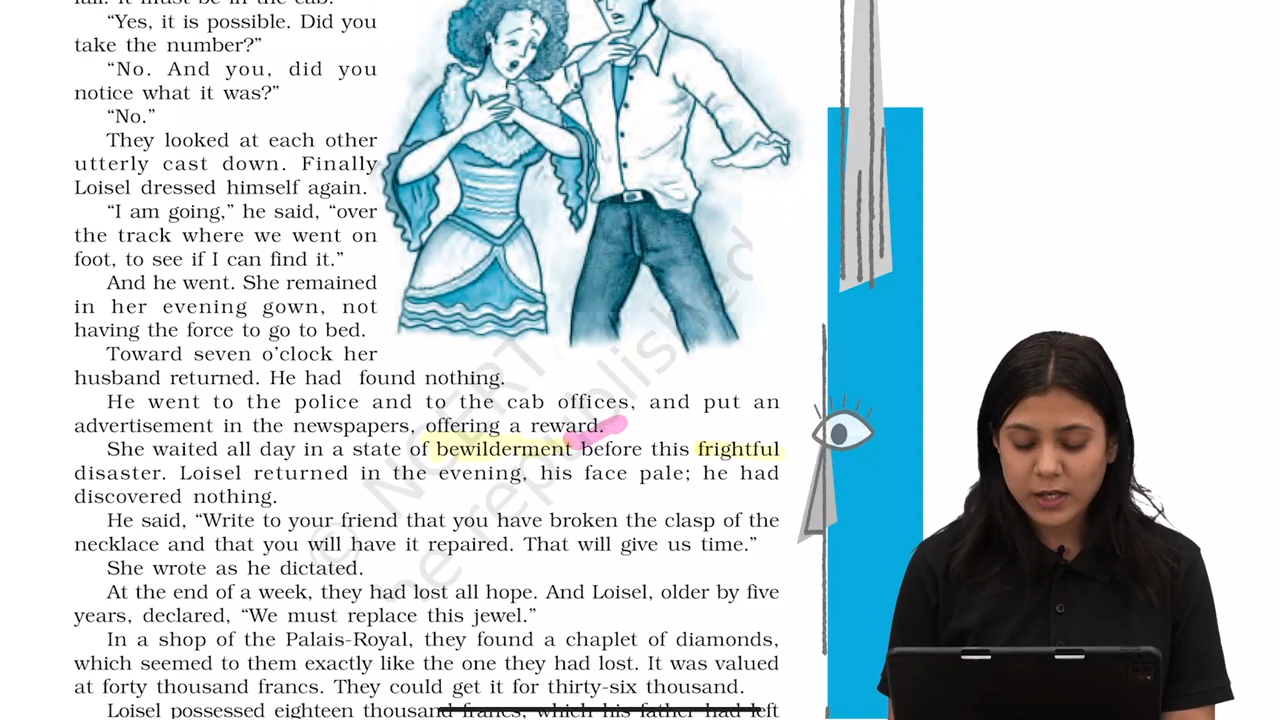 fall. It must be in the cab."
“Yes, it is possible. Did you
take the number?”
“No. And you, did you
notice what it was?”
“No.”
They looked at each other
utterly cast down. Finally
Loisel dressed himself again.
“I am going,” he said, “over
the track where we went on
foot, to see if I can find it.”
And he went. She remained
in her evening gown, not
having the force to go to bed.
Toward seven o’clock her
husband returned. He had found nothing.
He went to the police and to the cab offices, and put an
advertisement in the newspapers, offering a reward.
She waited all day in a state of bewilderment before this frightful
disaster. Loisel returned in the evening, his face pale; he had
discovered nothing.
He said, “Write to your friend that you have broken the clasp of the
necklace and that you will have it repaired. That will give us time.”
She wrote as he dictated.
At the end of a week, they had lost all hope. And Loisel, older by five
years, declared, “We must replace this jewel.”
In a shop of the Palais-Royal, they found a chaplet of diamonds,
which seemed to them exactly like the one they had lost. It was valued
at forty thousand francs. They could get it for thirty-six thousand.
Loisel possessed eighteen thousand francs, which his father had left
© NCERT
be republished